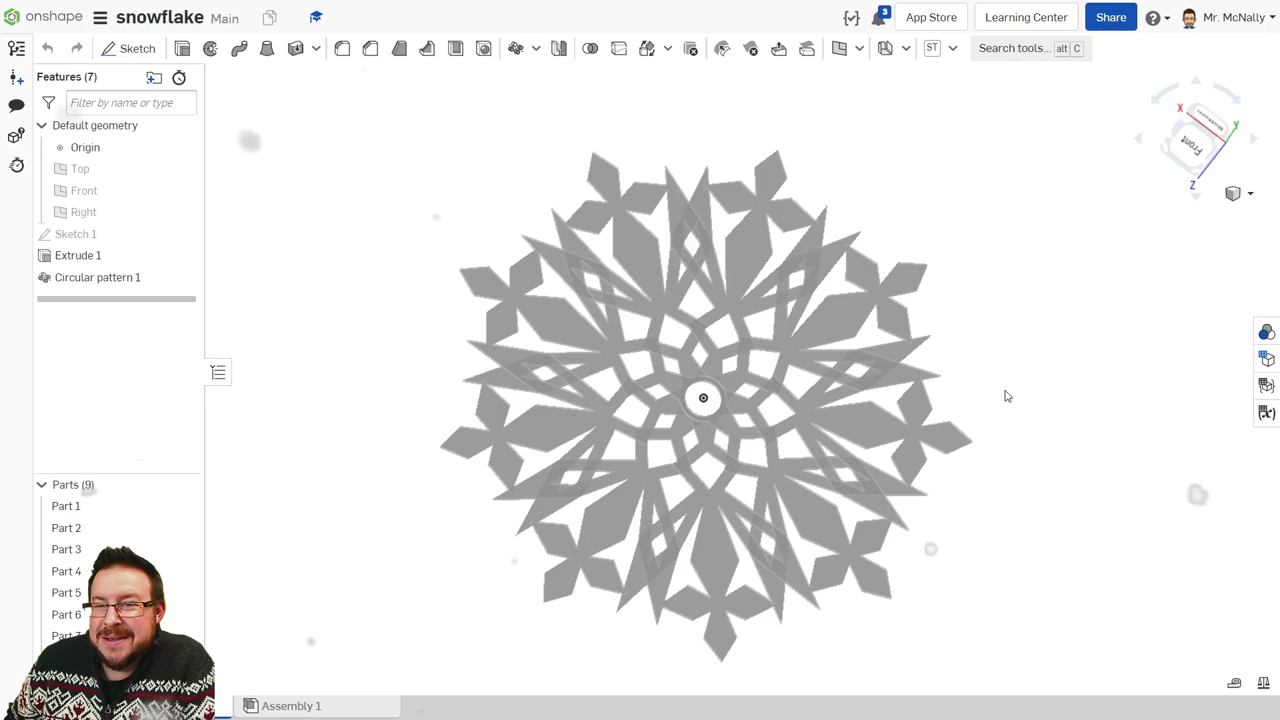 onshape snowflake Main 3 App Store Learning Center Share Mr. McNally
Sketch ST Search tools... alt C
Features (7)
Filter by name or type
Default geometry
Origin
Top
Front
Right
Sketch 1
Extrude 1
Circular pattern 1
X Y
Front
Z
Parts (9)
Part 1
Part 2
Part 3
Part 4
Part 5
Part 6
Assembly 1